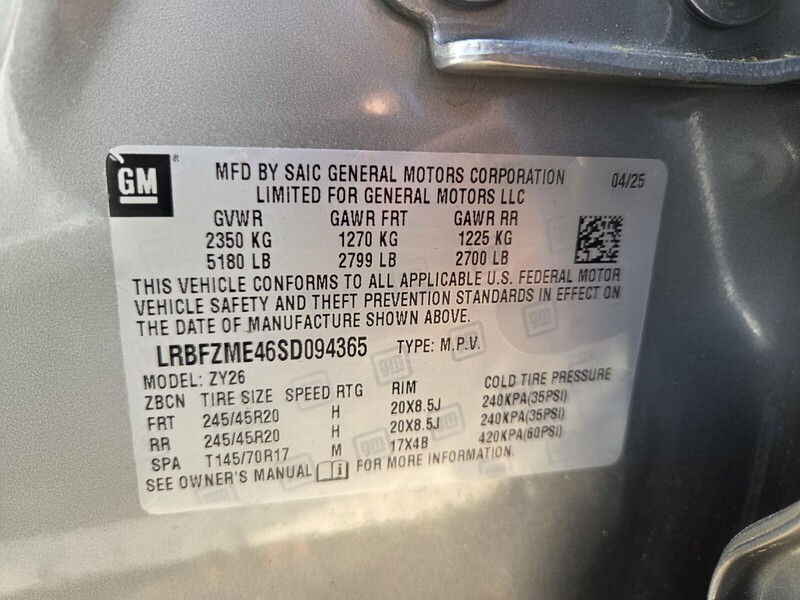 GM
MFD BY SAIC GENERAL MOTORS CORPORATION 04/25
LIMITED FOR GENERAL MOTORS LLC
GVWR GAWR FRT GAWR RR
2350 KG 1270 KG 1225 KG
5180 LB 2799 LB 2700 LB
THIS VEHICLE CONFORMS TO ALL APPLICABLE U.S. FEDERAL MOTOR
VEHICLE SAFETY AND THEFT PREVENTION STANDARDS IN EFFECT ON
THE DATE OF MANUFACTURE SHOWN ABOVE.
LRBFZME46SD094365 TYPE: M.P.V.
MODEL: ZY26
ZBCN TIRE SIZE SPEED RTG RIM COLD TIRE PRESSURE
FRT 245/45R20 H 20X8.5J 240KPA(35PSI)
RR 245/45R20 H 20X8.5J 240KPA(35PSI)
SPA T145/70R17 M 17X4B 420KPA(60PSI)
SEE OWNER'S MANUAL FOR MORE INFORMATION.